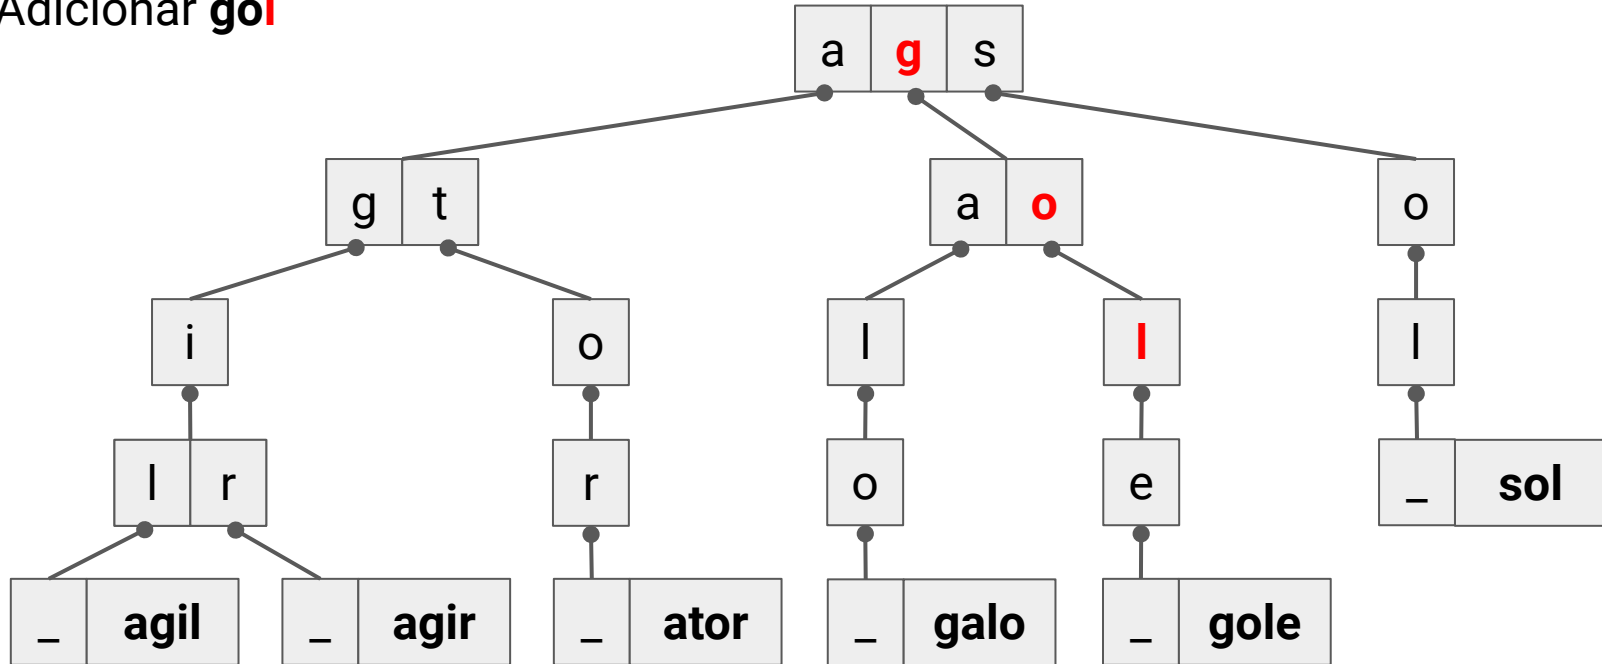 Adicionar gol
a g s
g t a o o
i o l l l
l r r o e _ sol
_ agil _ agir _ ator _ galo _ gole